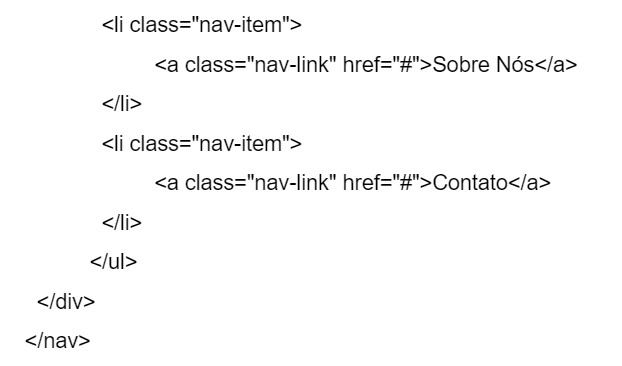 <li class="nav-item">
<a class="nav-link" href="#">Sobre Nós</a>
</li>
<li class="nav-item">
<a class="nav-link" href="#">Contato</a>
</li>
</ul>
</div>
</nav>